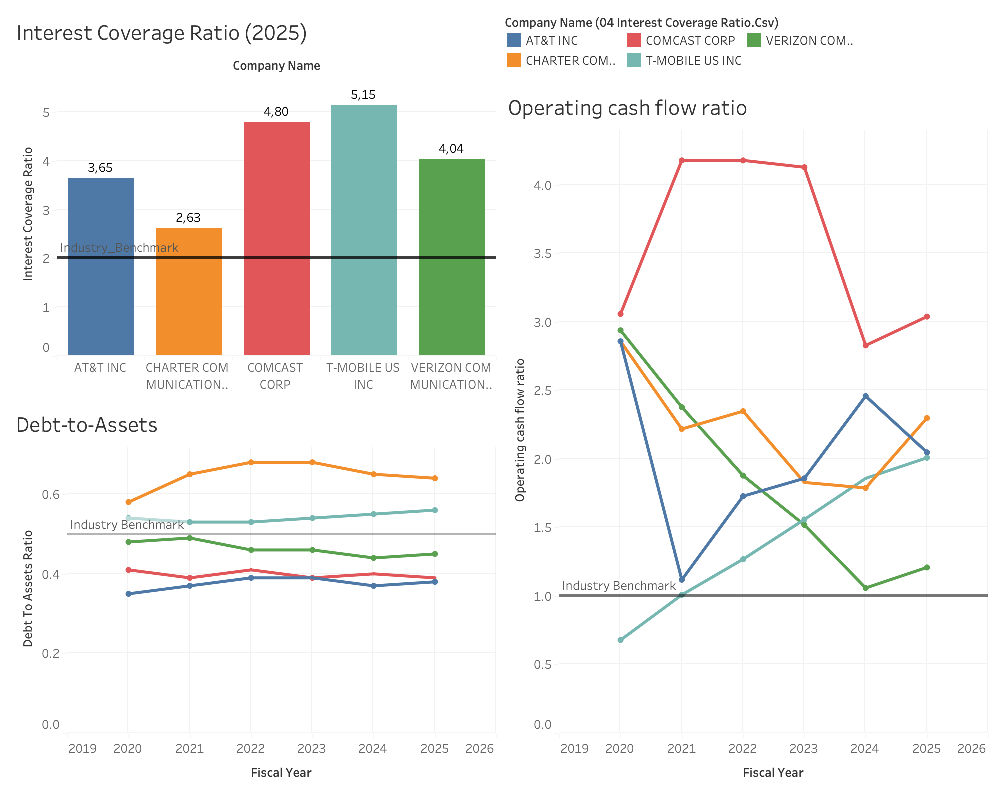 Interest Coverage Ratio (2025)
Company Name
Interest Coverage Ratio
5
4
3
2
1
0
5,15
4,80
4,04
3,65
2,63
Industry_Benchmark
AT&T INC
CHARTER COM
MUNICATION..
COMCAST
CORP
T-MOBILE US
INC
VERIZON COM
MUNICATION..
Company Name (04 Interest Coverage Ratio.Csv)
AT&T INC
COMCAST CORP
VERIZON COM..
CHARTER COM..
T-MOBILE US INC
Debt-to-Assets
Debt To Assets Ratio
0.6
0.4
0.2
0.0
Industry Benchmark
2019
2020
2021
2022
2023
2024
2025
2026
Fiscal Year
Operating cash flow ratio
Operating cash flow ratio
4.0
3.5
3.0
2.5
2.0
1.5
1.0
0.5
0.0
Industry Benchmark
2019
2020
2021
2022
2023
2024
2025
2026
Fiscal Year